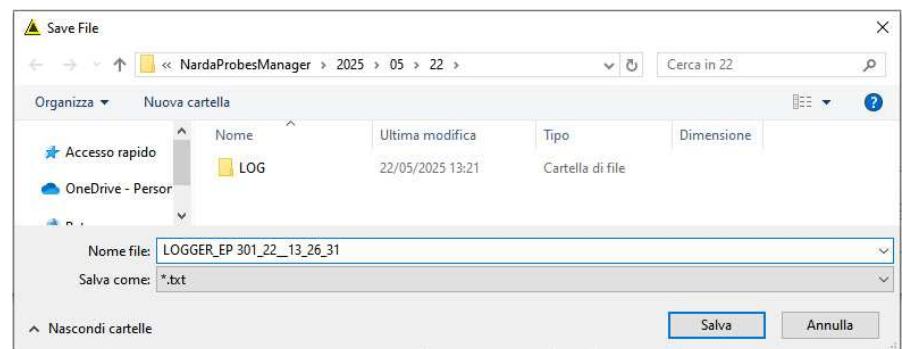 Save File
« NardaProbesManager › 2025 › 05 › 22 › Cerca in 22
Organizza Nuova cartella
Nome Ultima modifica Tipo Dimensione
Accesso rapido
LOG 22/05/2025 13:21 Cartella di file
OneDrive - Person
Nome file: LOGGER_EP 301_22__13_26_31
Salva come: *.txt
Nascondi cartelle Salva Annulla